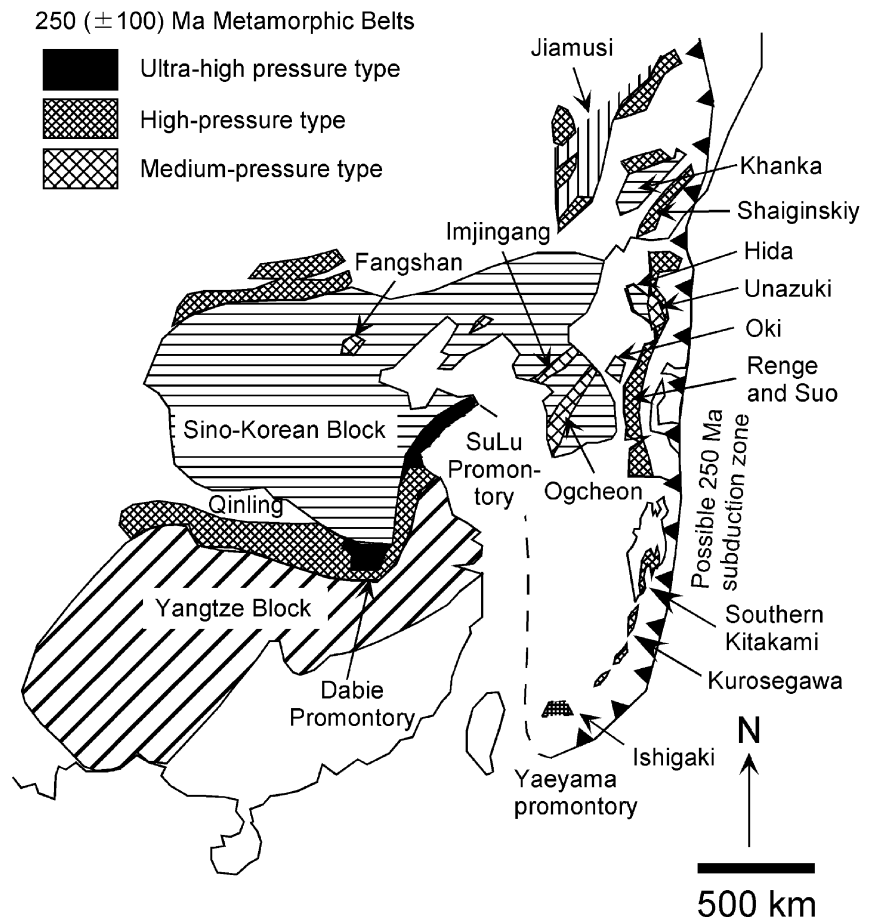 250 (±100) Ma Metamorphic Belts
Ultra-high pressure type
High-pressure type
Medium-pressure type
Jiamusi
Khanka
Shaiginskiy
Imjingang
Hida
Fangshan
Unazuki
Oki
Renge
and Suo
Sino-Korean Block
SuLu
Promon-
tory
Ogcheon
Qinling
Possible 250 Ma
subduction zone
Yangtze Block
Southern
Kitakami
Dabie
Promontory
Kurosegawa
N
Ishigaki
Yaeyama
promontory
500 km